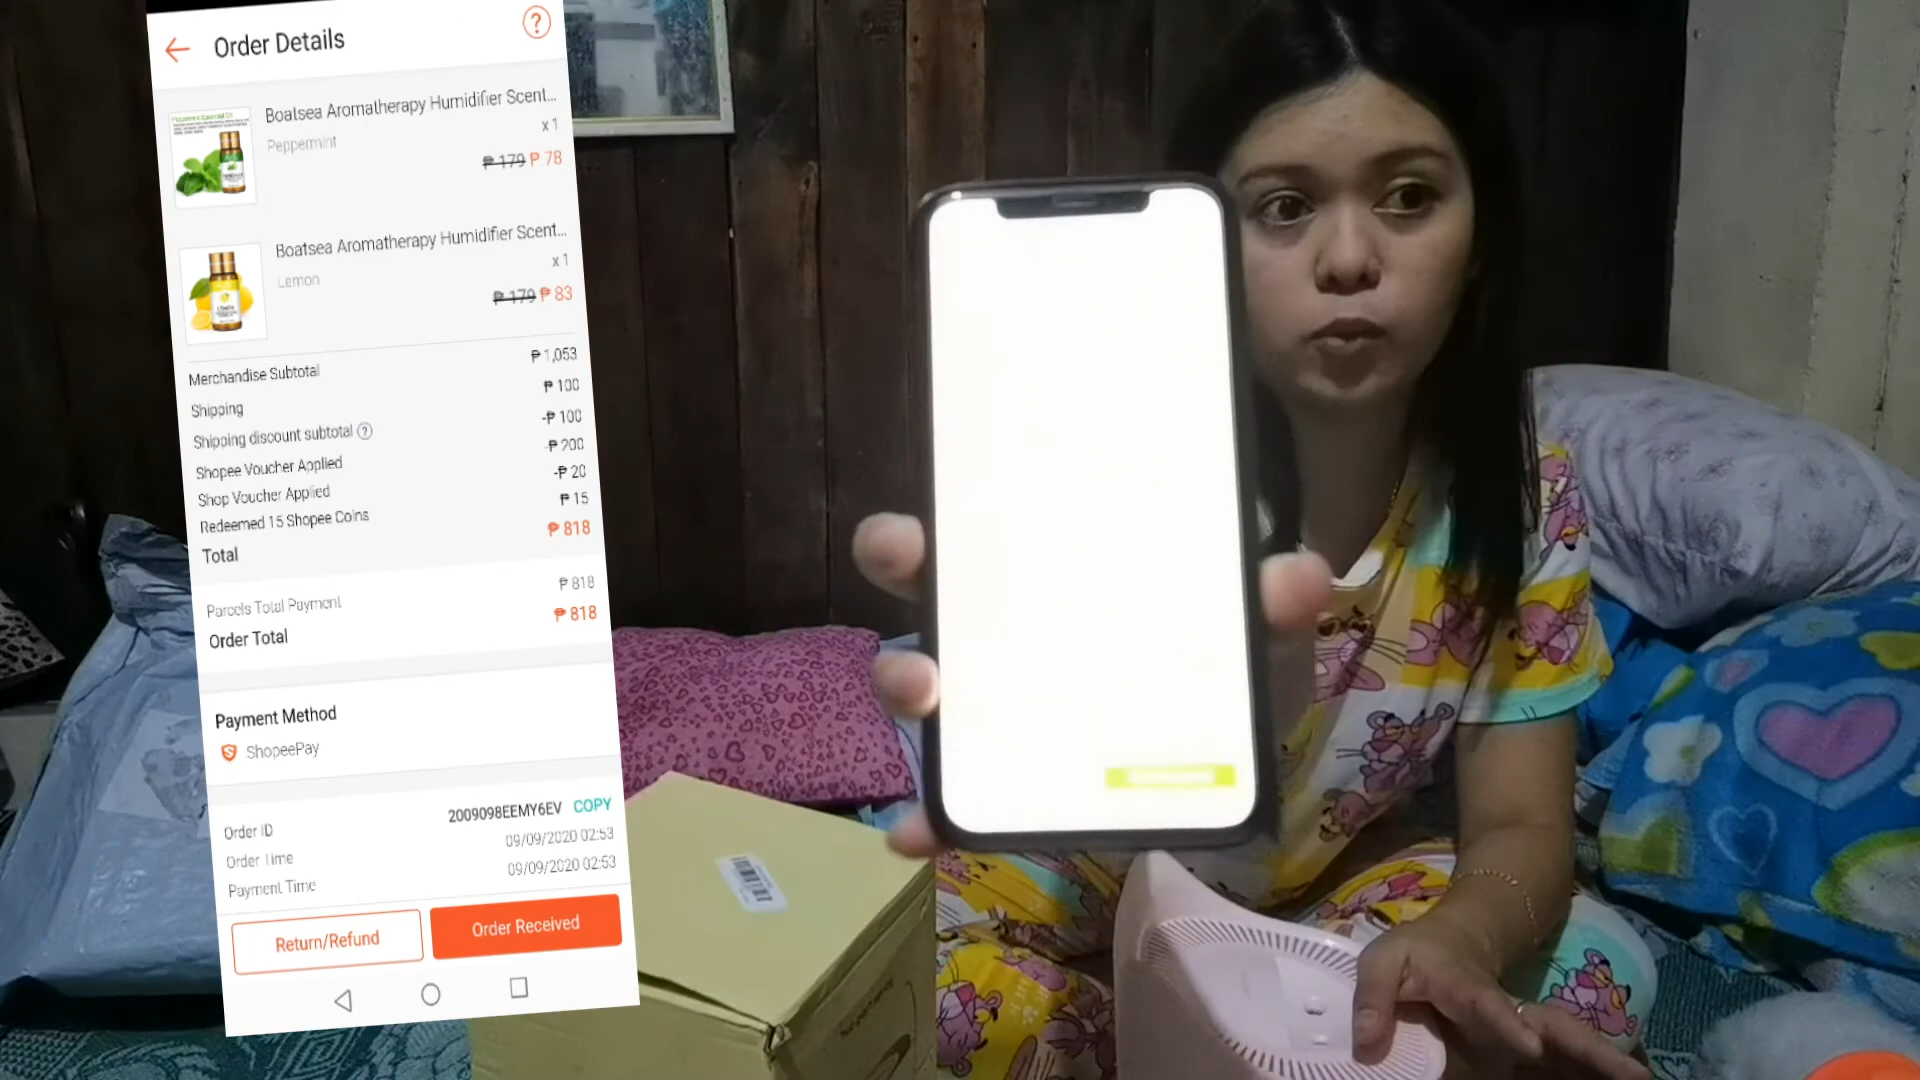 Order Details
?
Boatsea Aromatherapy Humidifier Scent...
Peppermint
x 1
₱ 179 ₱ 78
Boatsea Aromatherapy Humidifier Scent...
Lemon
x 1
₱ 179 ₱ 83
Merchandise Subtotal ₱ 1,053
Shipping ₱ 100
Shipping discount subtotal ? -₱ 100
Shopee Voucher Applied -₱ 200
Shop Voucher Applied -₱ 20
Redeemed 15 Shopee Coins ₱ 15
Total ₱ 818
Parcels Total Payment ₱ 818
Order Total ₱ 818
Payment Method
ShopeePay
Order ID 2009098EEMY6EV COPY
Order Time 09/09/2020 02:53
Payment Time 09/09/2020 02:53
Return/Refund
Order Received